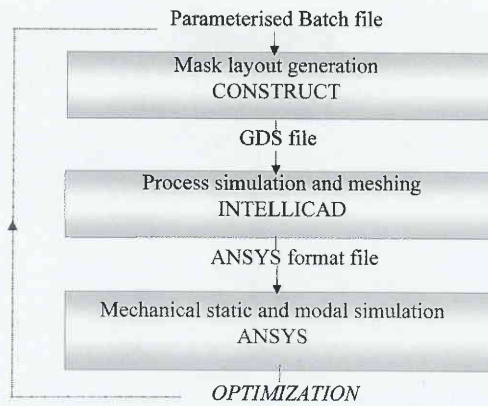 Parameterised Batch file
Mask layout generation
CONSTRUCT
GDS file
Process simulation and meshing
INTELLICAD
ANSYS format file
Mechanical static and modal simulation
ANSYS
OPTIMIZATION